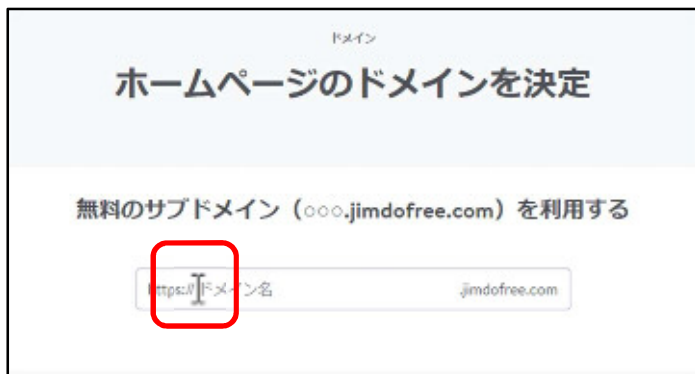 ドメイン
ホームページのドメインを決定
無料のサブドメイン（○○○.jimdofree.com）を利用する
https:// ドメイン名 .jimdofree.com